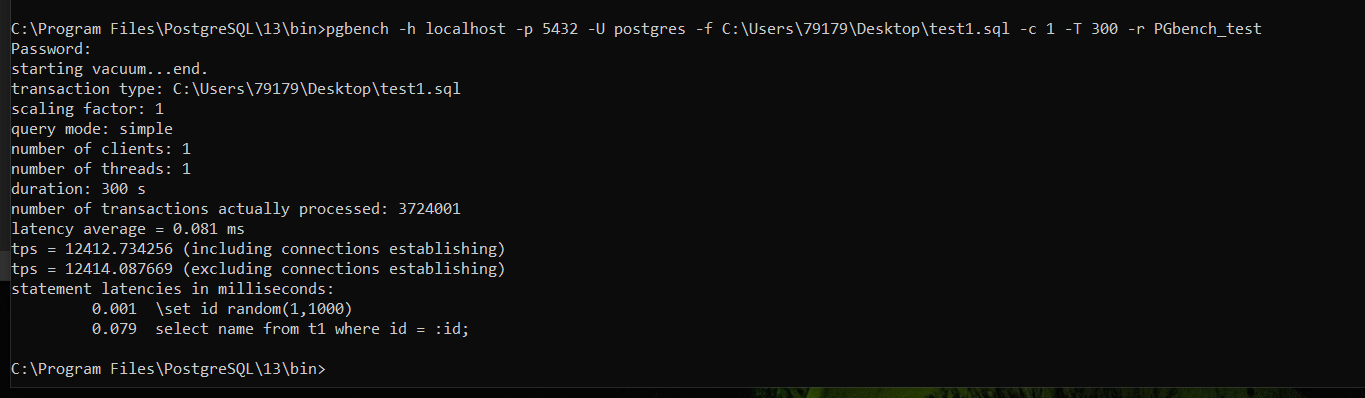 C:\Program Files\PostgreSQL\13\bin>pgbench -h localhost -p 5432 -U postgres -f C:\Users\79179\Desktop\test1.sql -c 1 -T 300 -r PGbench_test
Password:
starting vacuum...end.
transaction type: C:\Users\79179\Desktop\test1.sql
scaling factor: 1
query mode: simple
number of clients: 1
number of threads: 1
duration: 300 s
number of transactions actually processed: 3724001
latency average = 0.081 ms
tps = 12412.734256 (including connections establishing)
tps = 12414.087669 (excluding connections establishing)
statement latencies in milliseconds:
0.001  \set id random(1,1000)
0.079  select name from t1 where id = :id;
C:\Program Files\PostgreSQL\13\bin>